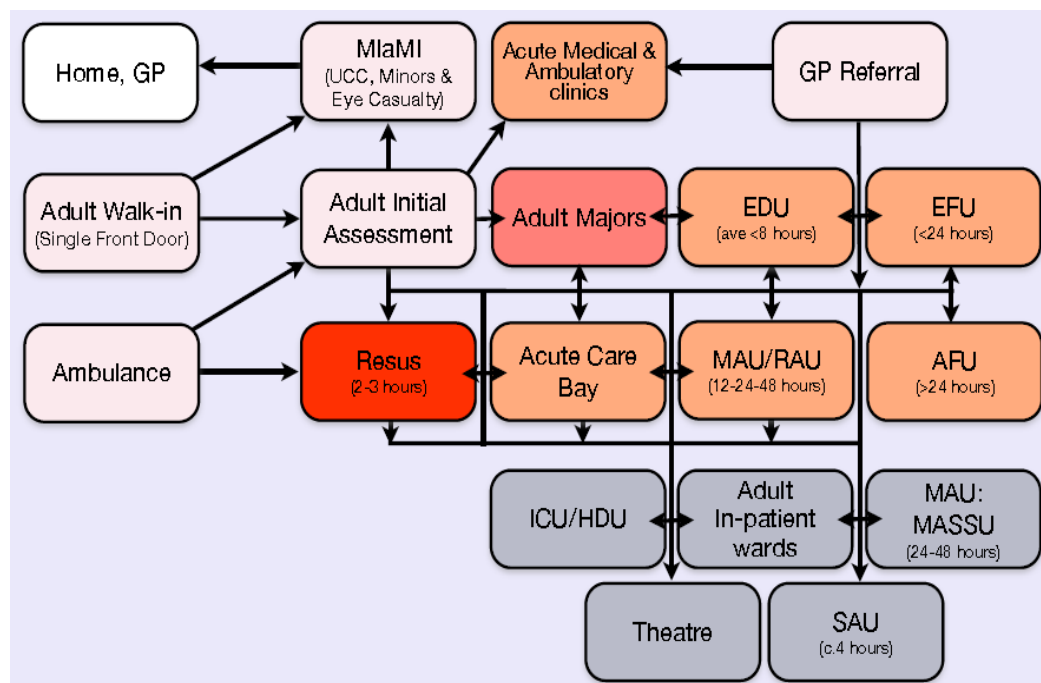 Home, GP
MIaMI
(UCC, Minors &
Eye Casualty)
Acute Medical &
Ambulatory
clinics
GP Referral
Adult Walk-in
(Single Front Door)
Adult Initial
Assessment
Adult Majors
EDU
(ave <8 hours)
EFU
(<24 hours)
Ambulance
Resus
(2-3 hours)
Acute Care
Bay
MAU/RAU
(12-24-48 hours)
AFU
(>24 hours)
ICU/HDU
Adult
In-patient
wards
MAU:
MASSU
(24-48 hours)
Theatre
SAU
(c.4 hours)